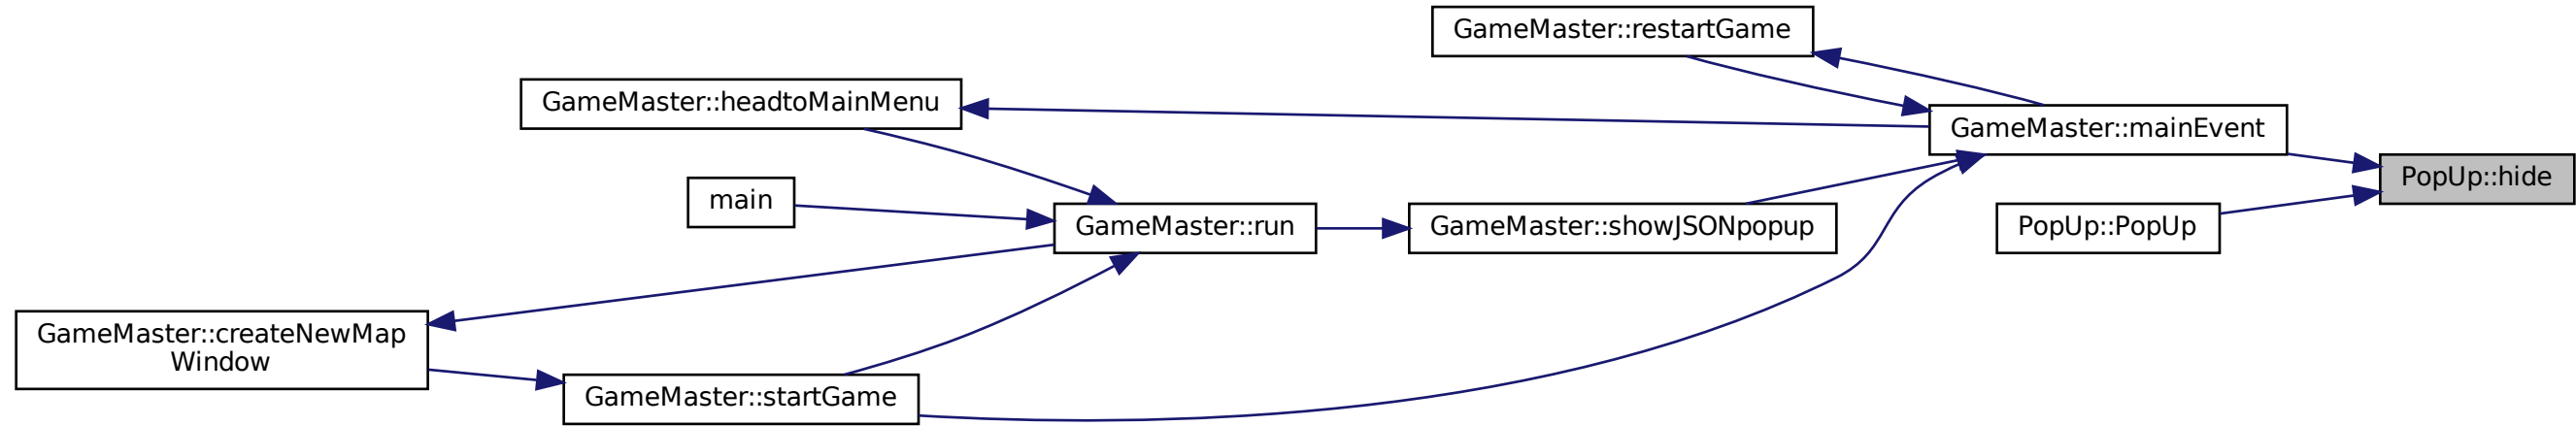 GameMaster::restartGame
GameMaster::headtoMainMenu
GameMaster::mainEvent
PopUp::hide
main
GameMaster::run
GameMaster::showJSONpopup
PopUp::PopUp
GameMaster::createNewMap
Window
GameMaster::startGame